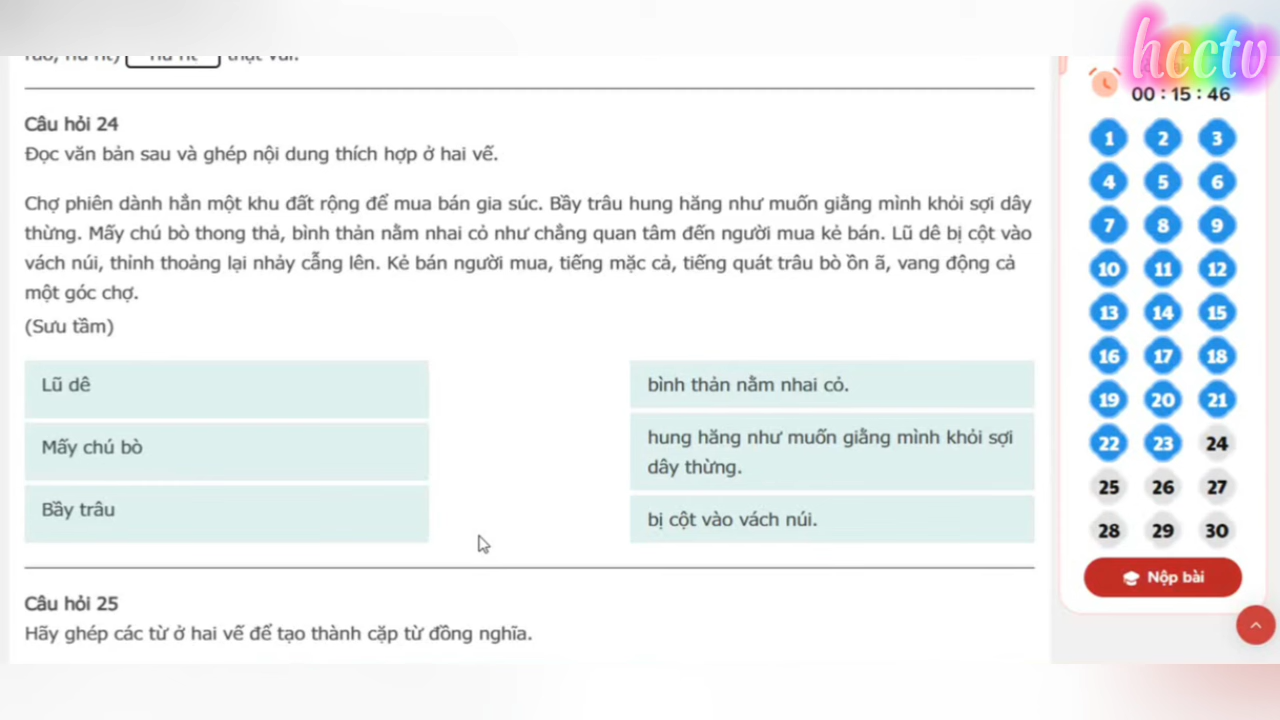 thật vui.
Câu hỏi 24
Đọc văn bản sau và ghép nội dung thích hợp ở hai vế.
Chợ phiên dành hẳn một khu đất rộng để mua bán gia súc. Bầy trâu hung hăng như muốn giằng mình khỏi sợi dây
thừng. Mấy chú bò thong thả, bình thản nằm nhai cỏ như chẳng quan tâm đến người mua kẻ bán. Lũ dê bị cột vào
vách núi, thỉnh thoảng lại nhảy cẫng lên. Kẻ bán người mua, tiếng mặc cả, tiếng quát trâu bò ồn ã, vang động cả
một góc chợ.
(Sưu tầm)
Lũ dê
Mấy chú bò
Bầy trâu
bình thản nằm nhai cỏ.
hung hăng như muốn giằng mình khỏi sợi
dây thừng.
bị cột vào vách núi.
Câu hỏi 25
Hãy ghép các từ ở hai vế để tạo thành cặp từ đồng nghĩa.
hcctv
00 : 15 : 46
1 2 3
4 5 6
7 8 9
10 11 12
13 14 15
16 17 18
19 20 21
22 23 24
25 26 27
28 29 30
Nộp bài